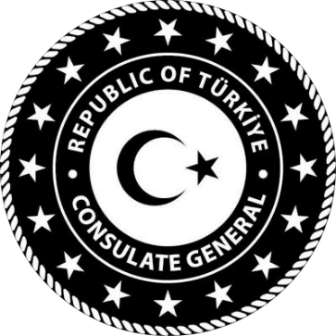 REPUBLIC OF TÜRKİYE
CONSULATE GENERAL